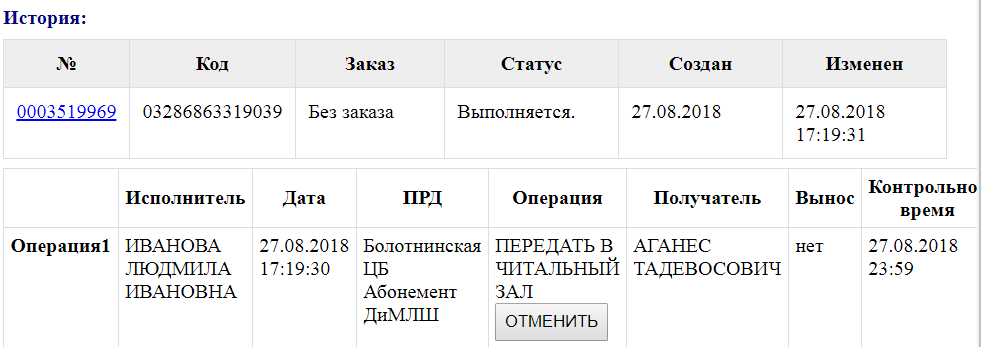 История:
№ Код Заказ Статус Создан Изменен
0003519969 03286863319039 Без заказа Выполняется. 27.08.2018 27.08.2018
17:19:31
Исполнитель Дата ПРД Операция Получатель Вынос Контрольно
время
Операция1 ИВАНОВА 27.08.2018 Болотнинская ПЕРЕДАТЬ В АГАНЕС нет 27.08.2018
ЛЮДМИЛА 17:19:30 ЦБ ЧИТАЛЬНЫЙ ТАДЕВОСОВИЧ 23:59
ИВАНОВНА Абонемент ЗАЛ
ДиМЛШ ОТМЕНИТЬ